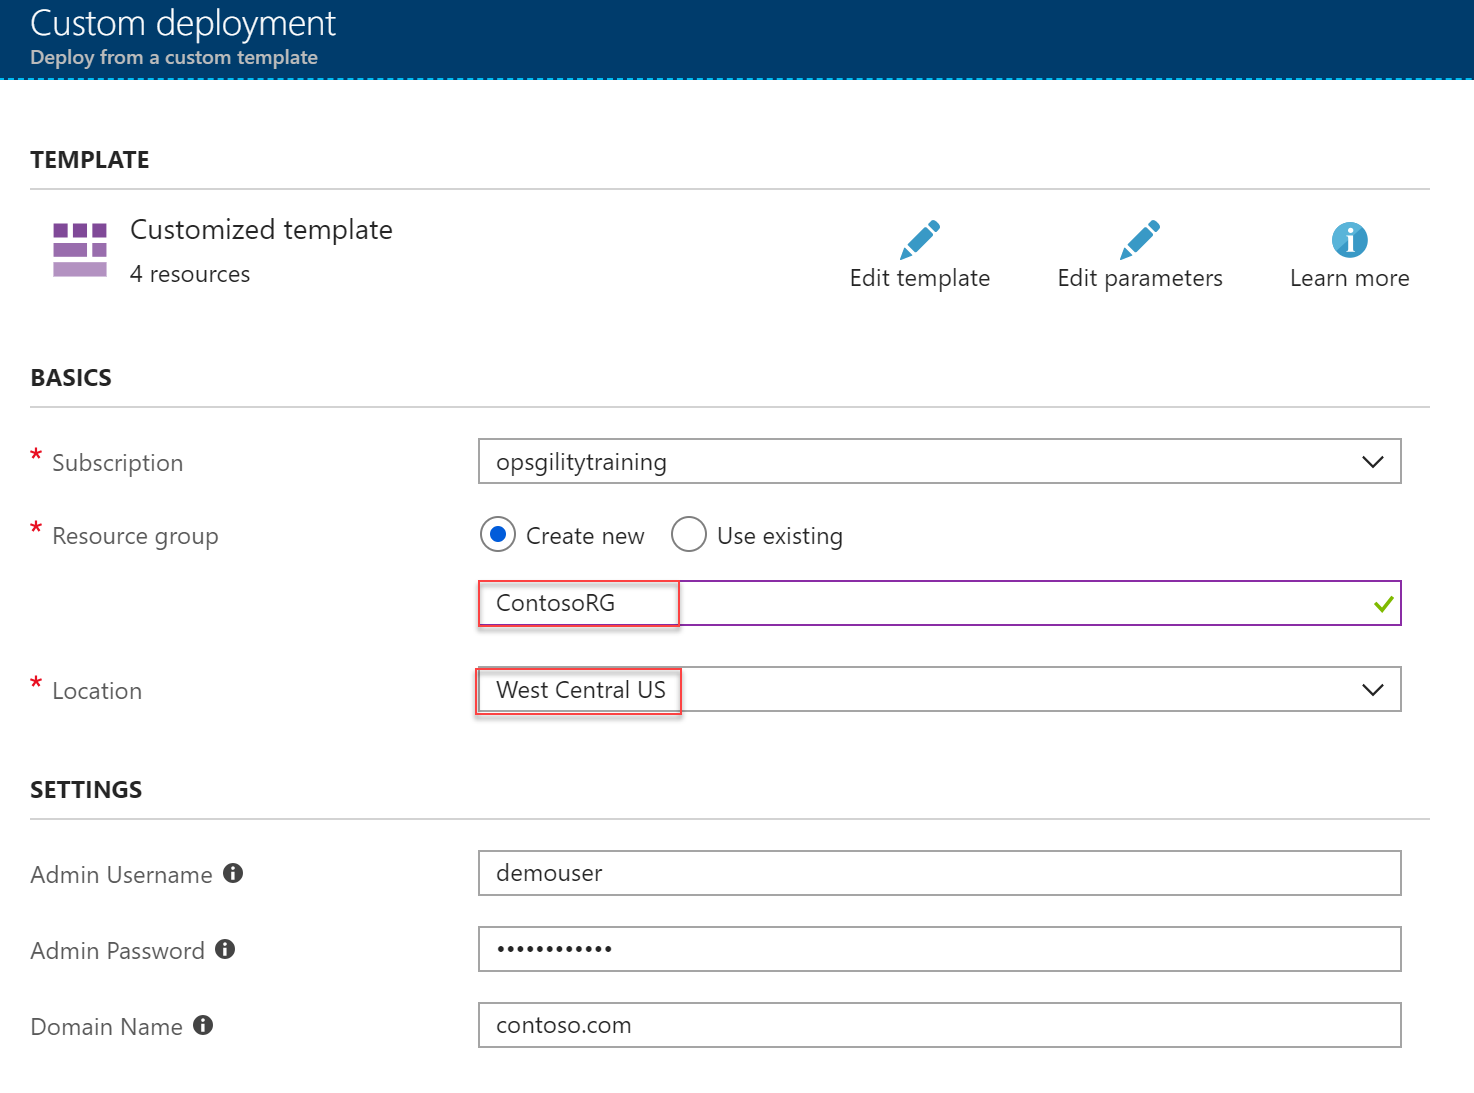 Custom deployment
Deploy from a custom template
TEMPLATE
Customized template
4 resources
Edit template
Edit parameters
Learn more
BASICS
* Subscription
opsgilitytraining
* Resource group
Create new
Use existing
ContosoRG
* Location
West Central US
SETTINGS
Admin Username
demouser
Admin Password
••••••••••••
Domain Name
contoso.com